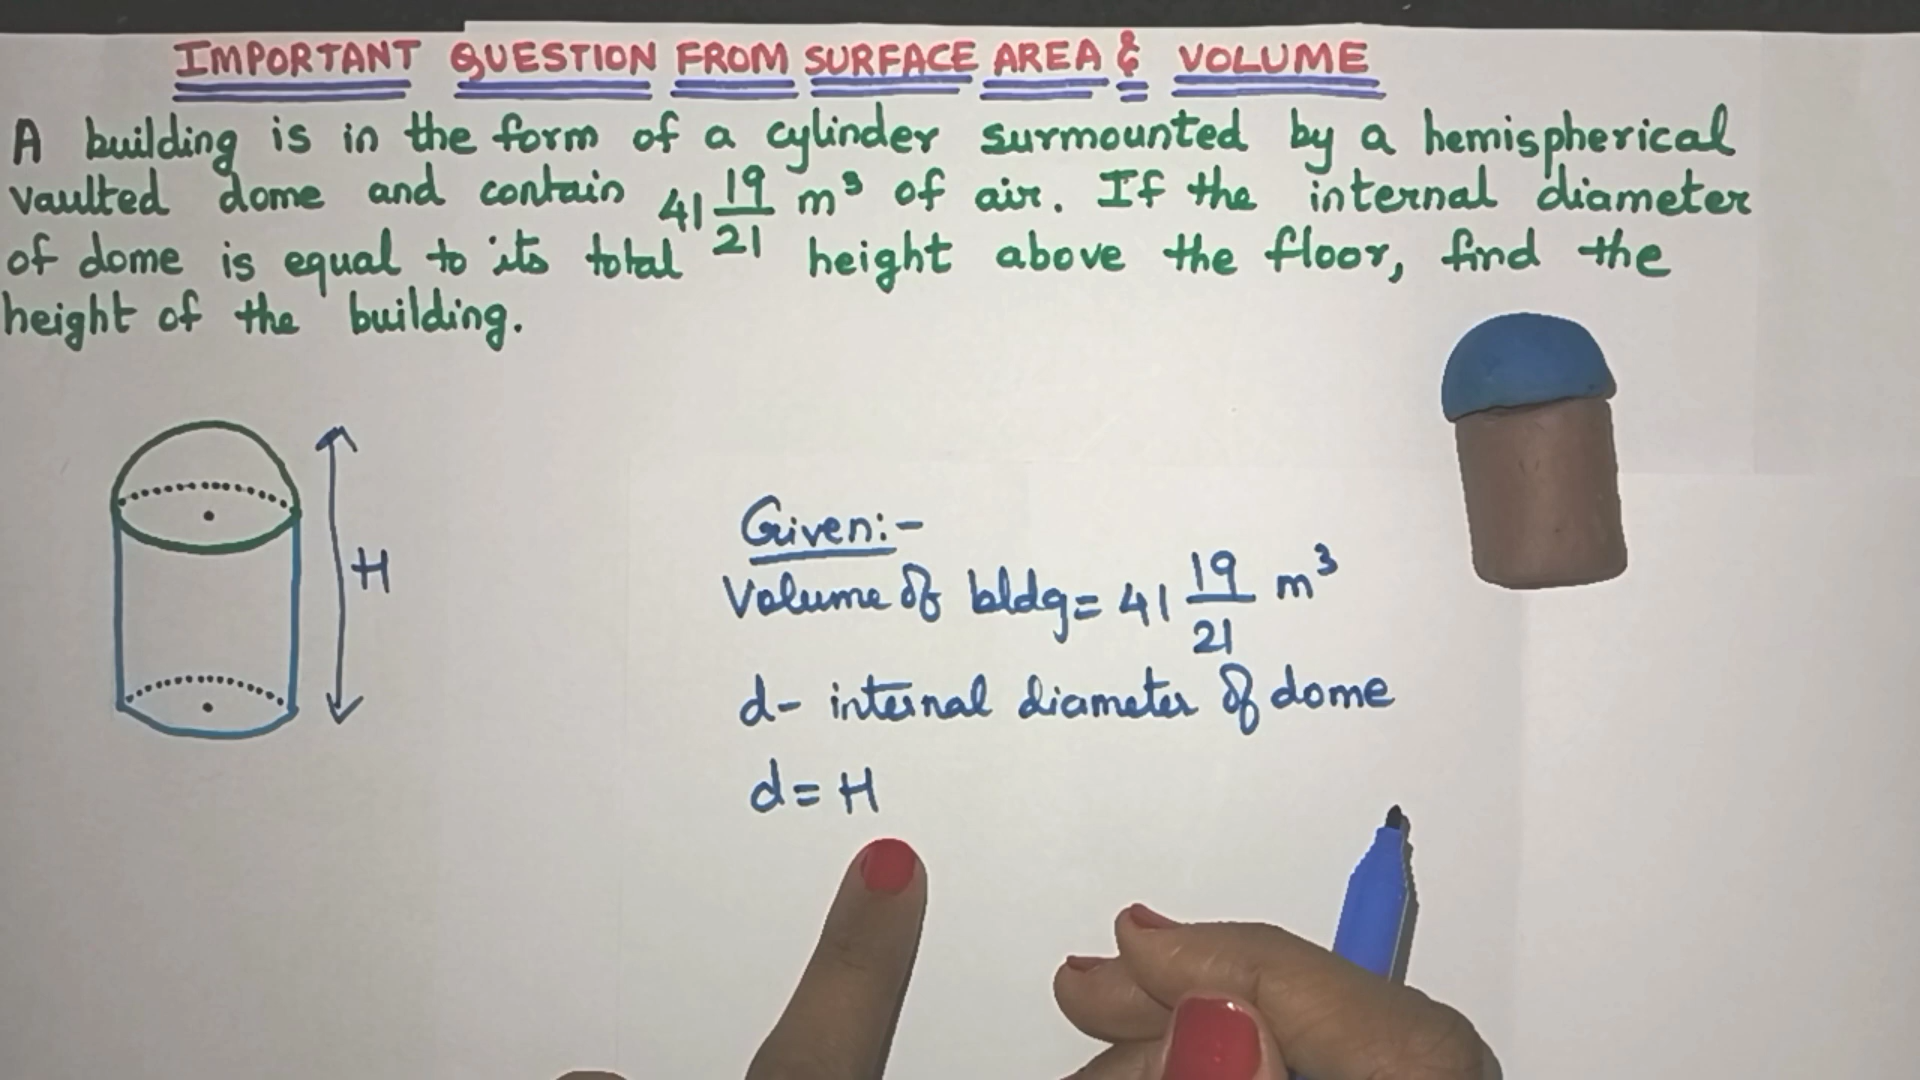 IMPORTANT QUESTION FROM SURFACE AREA & VOLUME
A building is in the form of a cylinder surmounted by a hemispherical
vaulted dome and contain 41 19/21 m³ of air. If the internal diameter
of dome is equal to its total height above the floor, find the
height of the building.
H
Given:-
Volume of bldg = 41 19/21 m³
d- internal diameter of dome
d = H